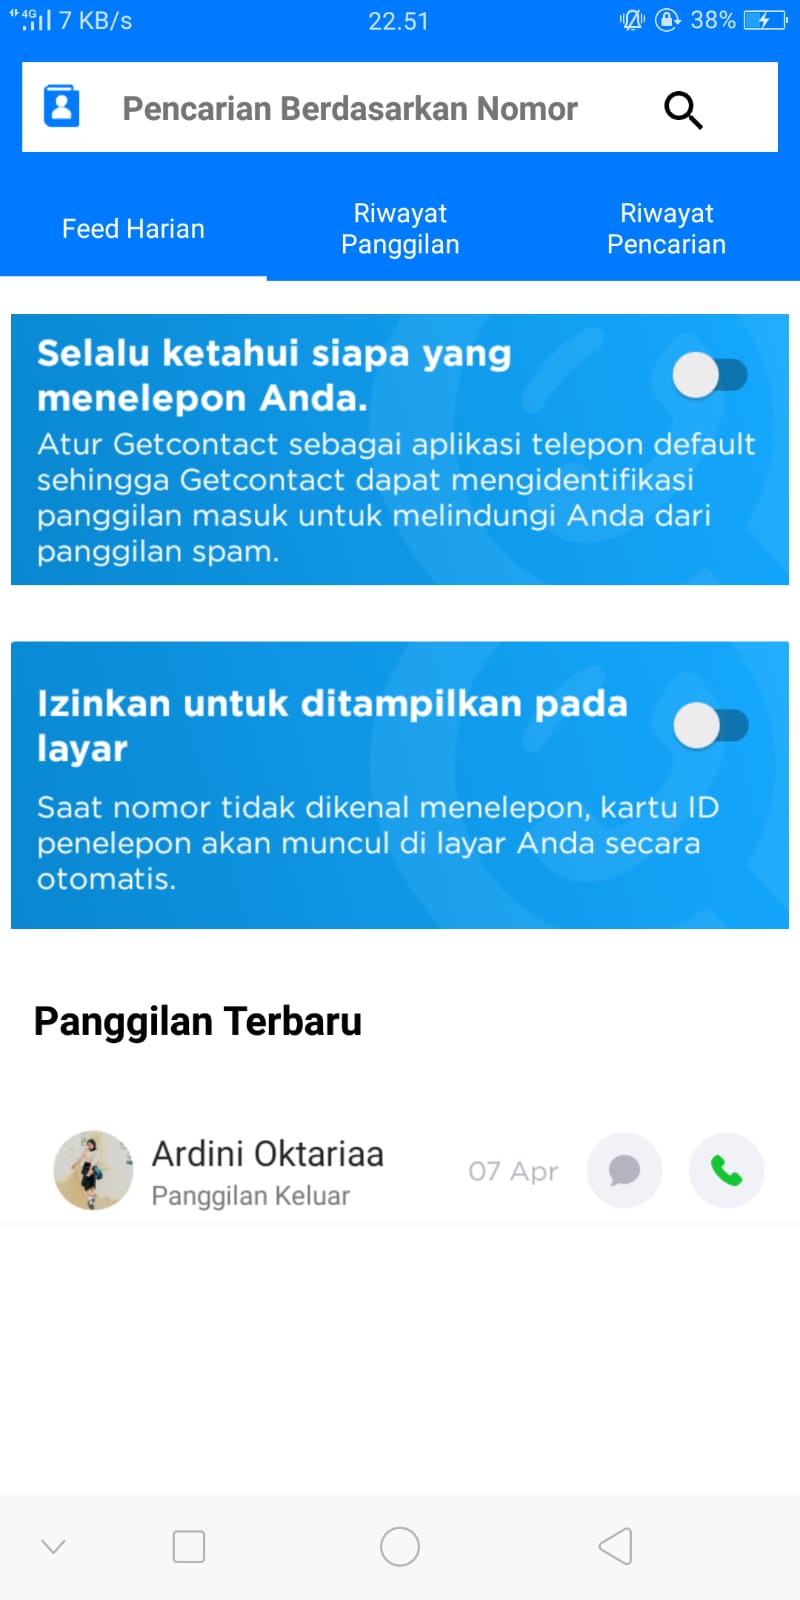 4G 7 KB/s 22.51 38%
Pencarian Berdasarkan Nomor
Feed Harian
Riwayat
Panggilan
Riwayat
Pencarian
Selalu ketahui siapa yang
menelepon Anda.
Atur Getcontact sebagai aplikasi telepon default
sehingga Getcontact dapat mengidentifikasi
panggilan masuk untuk melindungi Anda dari
panggilan spam.
Izinkan untuk ditampilkan pada
layar
Saat nomor tidak dikenal menelepon, kartu ID
penelepon akan muncul di layar Anda secara
otomatis.
Panggilan Terbaru
Ardini Oktariaa
Panggilan Keluar
07 Apr